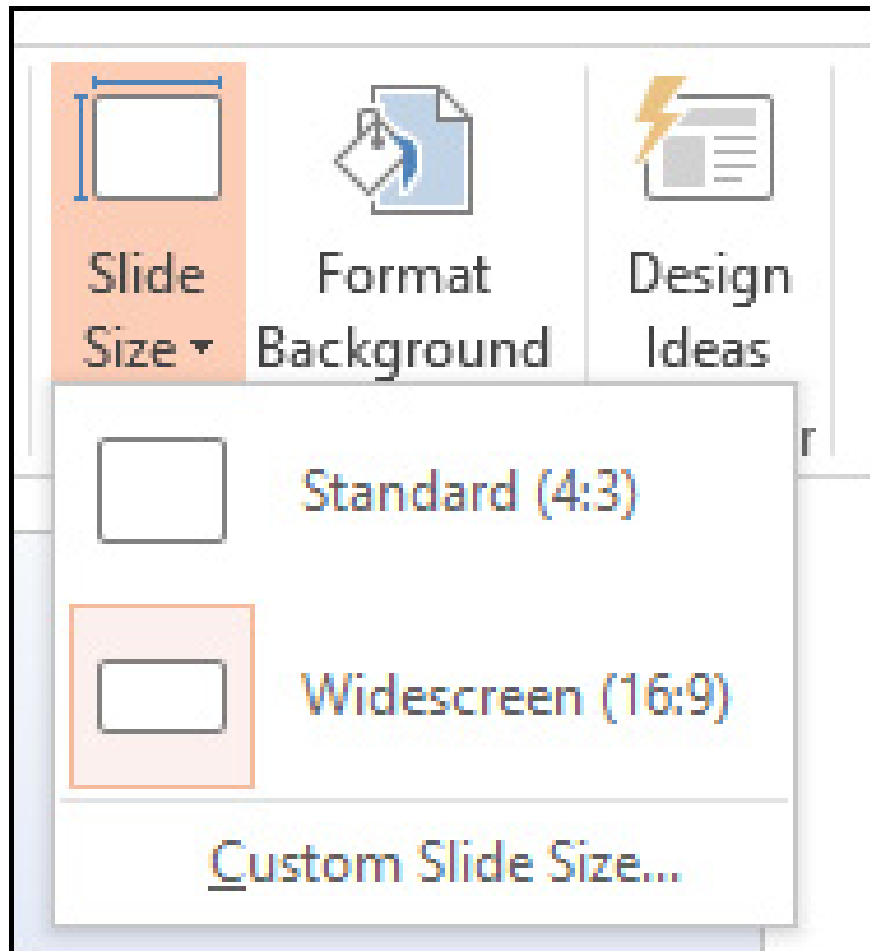 Slide Format Design
Size Background Ideas
r
Standard (4:3)
Widescreen (16:9)
Custom Slide Size...